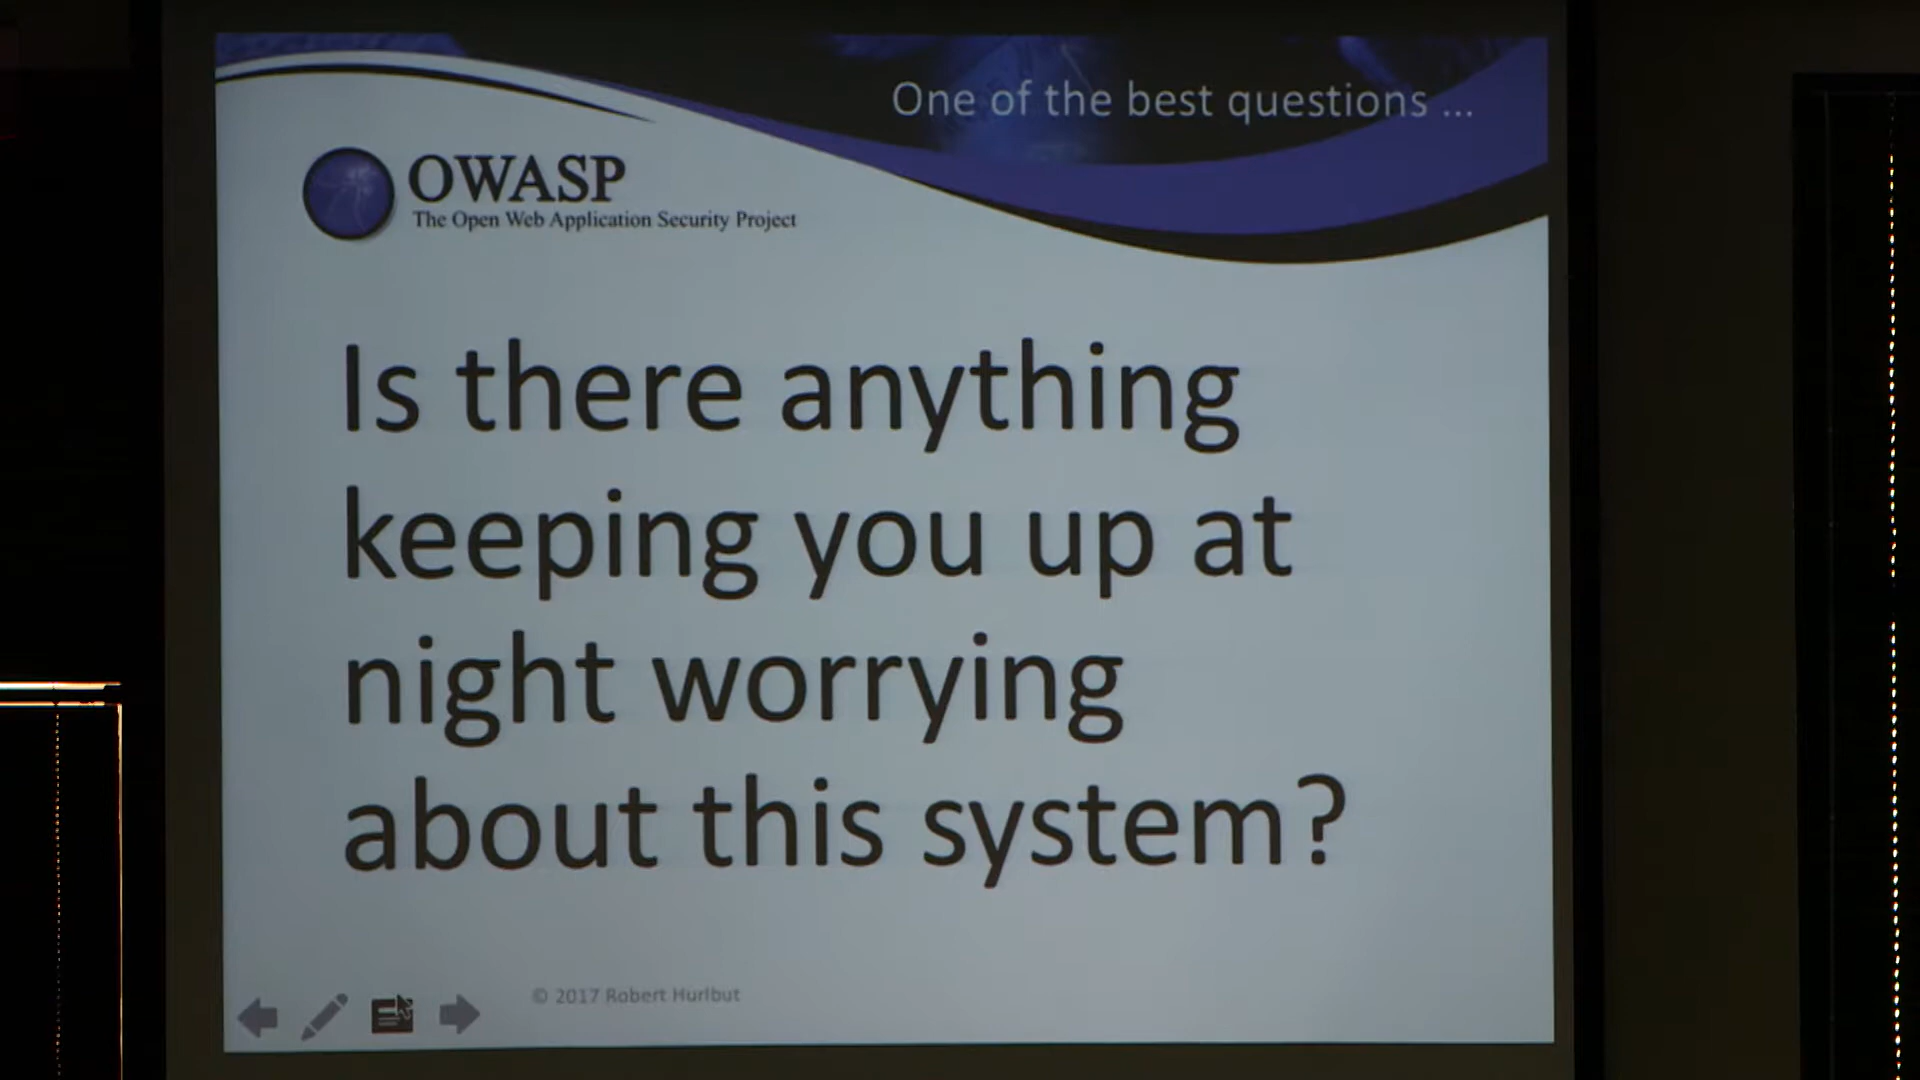 One of the best questions ...
OWASP
The Open Web Application Security Project
Is there anything
keeping you up at
night worrying
about this system?
© 2017 Robert Hurlbut